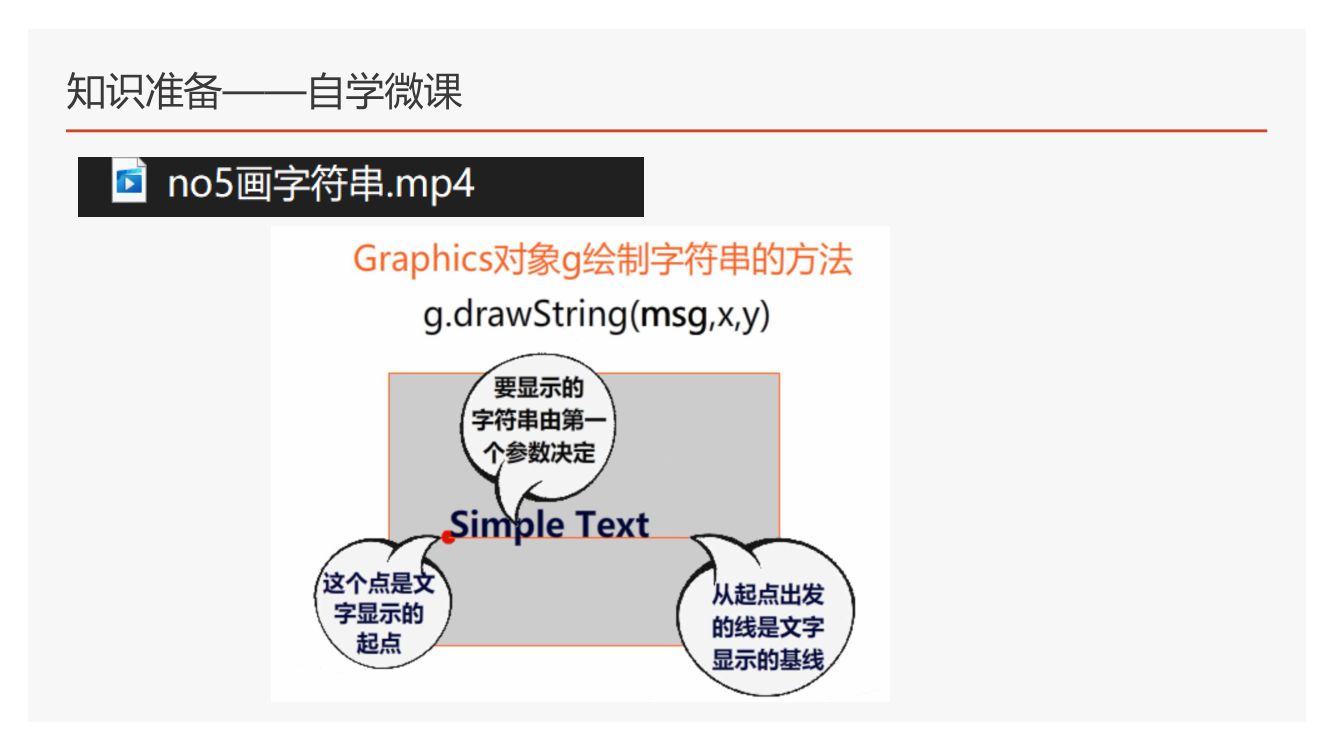 知识准备——自学微课
no5画字符串.mp4
Graphics对象g绘制字符串的方法
g.drawString(msg,x,y)
要显示的
字符串由第一
个参数决定
Simple Text
这个点是文
字显示的
起点
从起点出发
的线是文字
显示的基线